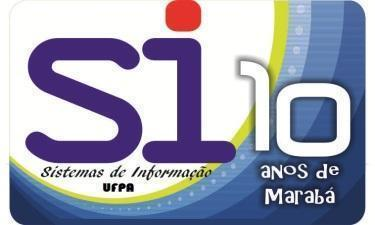 Si 10
Sistemas de Informação
UFPA
anos de
Marabá